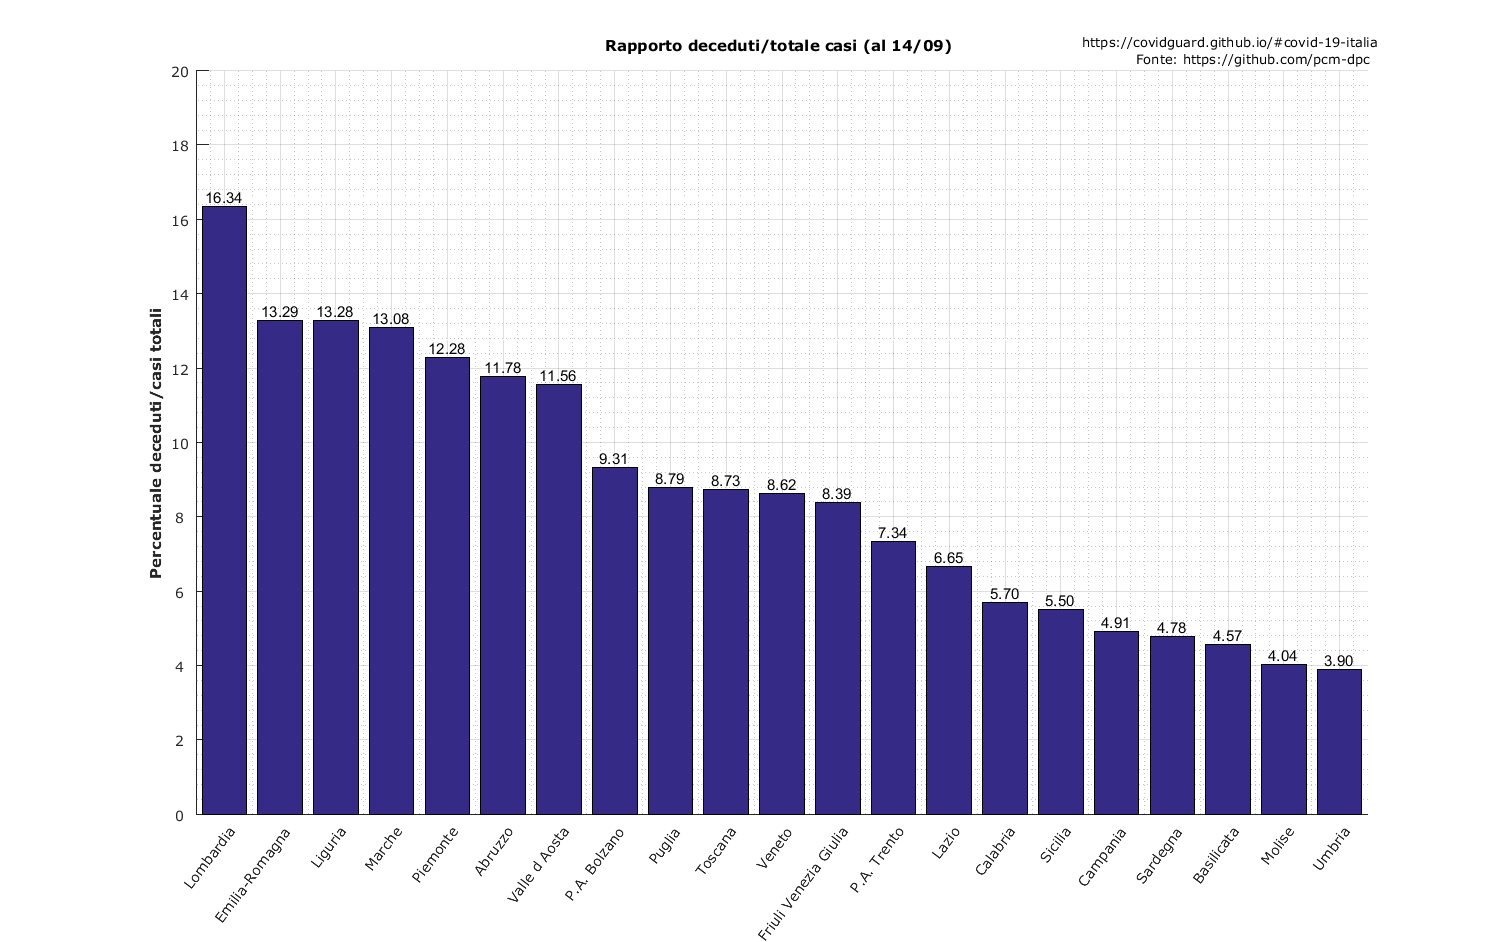 Rapporto deceduti/totale casi (al 14/09)
https://covidguard.github.io/#covid-19-italia
Fonte: https://github.com/pcm-dpc
Percentuale deceduti/casi totali
20
18
16
14
12
10
8
6
4
2
0
16.34
13.29
13.28
13.08
12.28
11.78
11.56
9.31
8.79
8.73
8.62
8.39
7.34
6.65
5.70
5.50
4.91
4.78
4.57
4.04
3.90
Lombardia
Emilia-Romagna
Liguria
Marche
Piemonte
Abruzzo
Valle d Aosta
P.A. Bolzano
Puglia
Toscana
Veneto
Friuli Venezia Giulia
P.A. Trento
Lazio
Calabria
Sicilia
Campania
Sardegna
Basilicata
Molise
Umbria